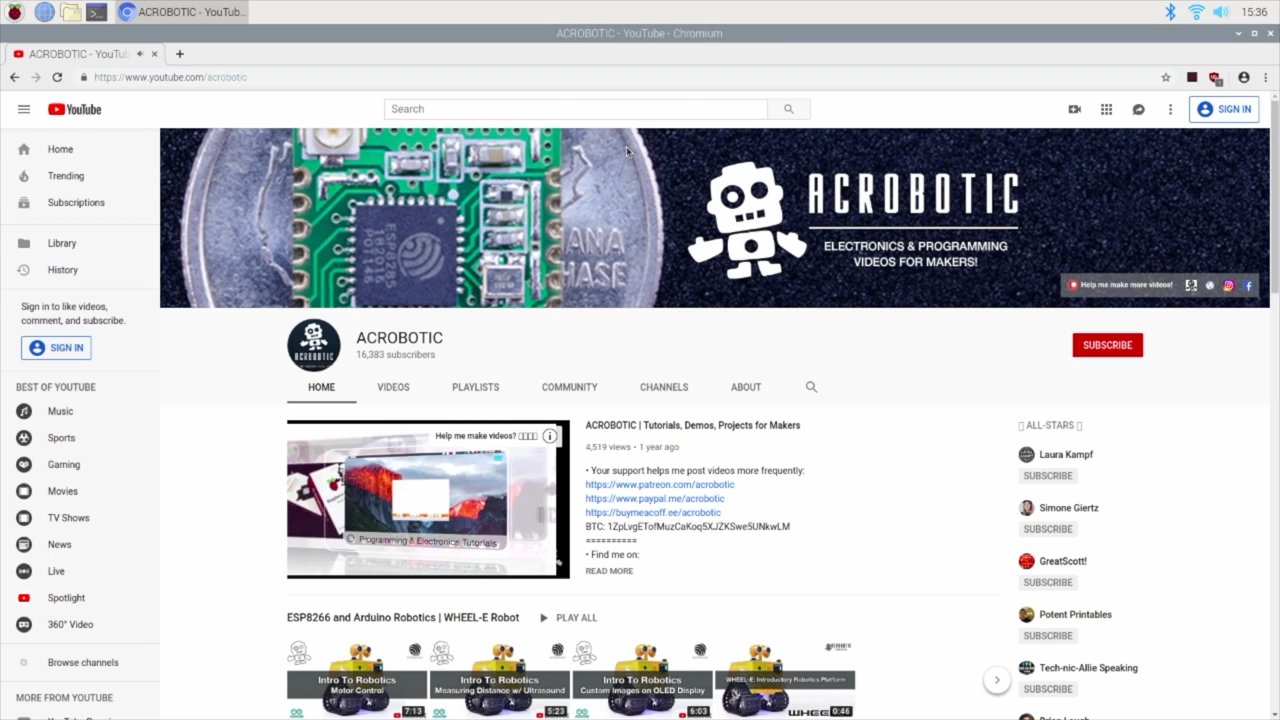 ACROBOTIC - YouTub...
15:36
ACROBOTIC - YouTube - Chromium
ACROBOTIC - YouTu
https://www.youtube.com/acrobotic
YouTube
Search
SIGN IN
Home
Trending
Subscriptions
Library
History
Sign in to like videos,
comment, and subscribe.
SIGN IN
BEST OF YOUTUBE
Music
Sports
Gaming
Movies
TV Shows
News
Live
Spotlight
360° Video
Browse channels
MORE FROM YOUTUBE
ANA
HASE
ACROBOTIC
ELECTRONICS & PROGRAMMING
VIDEOS FOR MAKERS!
Help me make more videos!
ACROBOTIC
ACROBOTIC
16,383 subscribers
SUBSCRIBE
HOME
VIDEOS
PLAYLISTS
COMMUNITY
CHANNELS
ABOUT
Help me make videos?
Programming & Electronics Tutorials
ACROBOTIC | Tutorials, Demos, Projects for Makers
4,519 views • 1 year ago
• Your support helps me post videos more frequently:
https://www.patreon.com/acrobotic
https://www.paypal.me/acrobotic
https://buymeacoff.ee/acrobotic
BTC: 1ZpLvgETofMuzCaKoq5XJZKSwe5UNkwLM
==========
• Find me on:
READ MORE
ALL-STARS
Laura Kampf
SUBSCRIBE
Simone Giertz
SUBSCRIBE
GreatScott!
SUBSCRIBE
Potent Printables
SUBSCRIBE
Tech-nic-Allie Speaking
SUBSCRIBE
ESP8266 and Arduino Robotics | WHEEL-E Robot
PLAY ALL
Intro To Robotics
Motor Control
7:13
Intro To Robotics
Measuring Distance w/ Ultrasound
5:23
Intro To Robotics
Custom Images on OLED Display
6:03
ACROBOTIC
WHEEL-E: Introductory Robotics Platform
WHEE
0:46